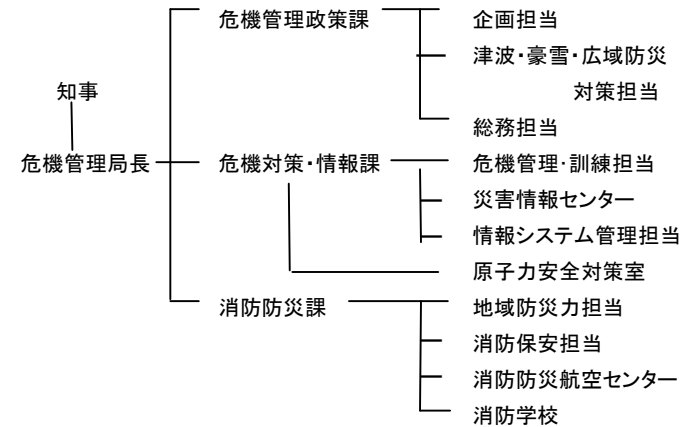 危機管理政策課 企画担当
津波・豪雪・広域防災
知事 対策担当
総務担当
危機管理局長 危機対策・情報課 危機管理・訓練担当
災害情報センター
情報システム管理担当
原子力安全対策室
消防防災課 地域防災力担当
消防保安担当
消防防災航空センター
消防学校